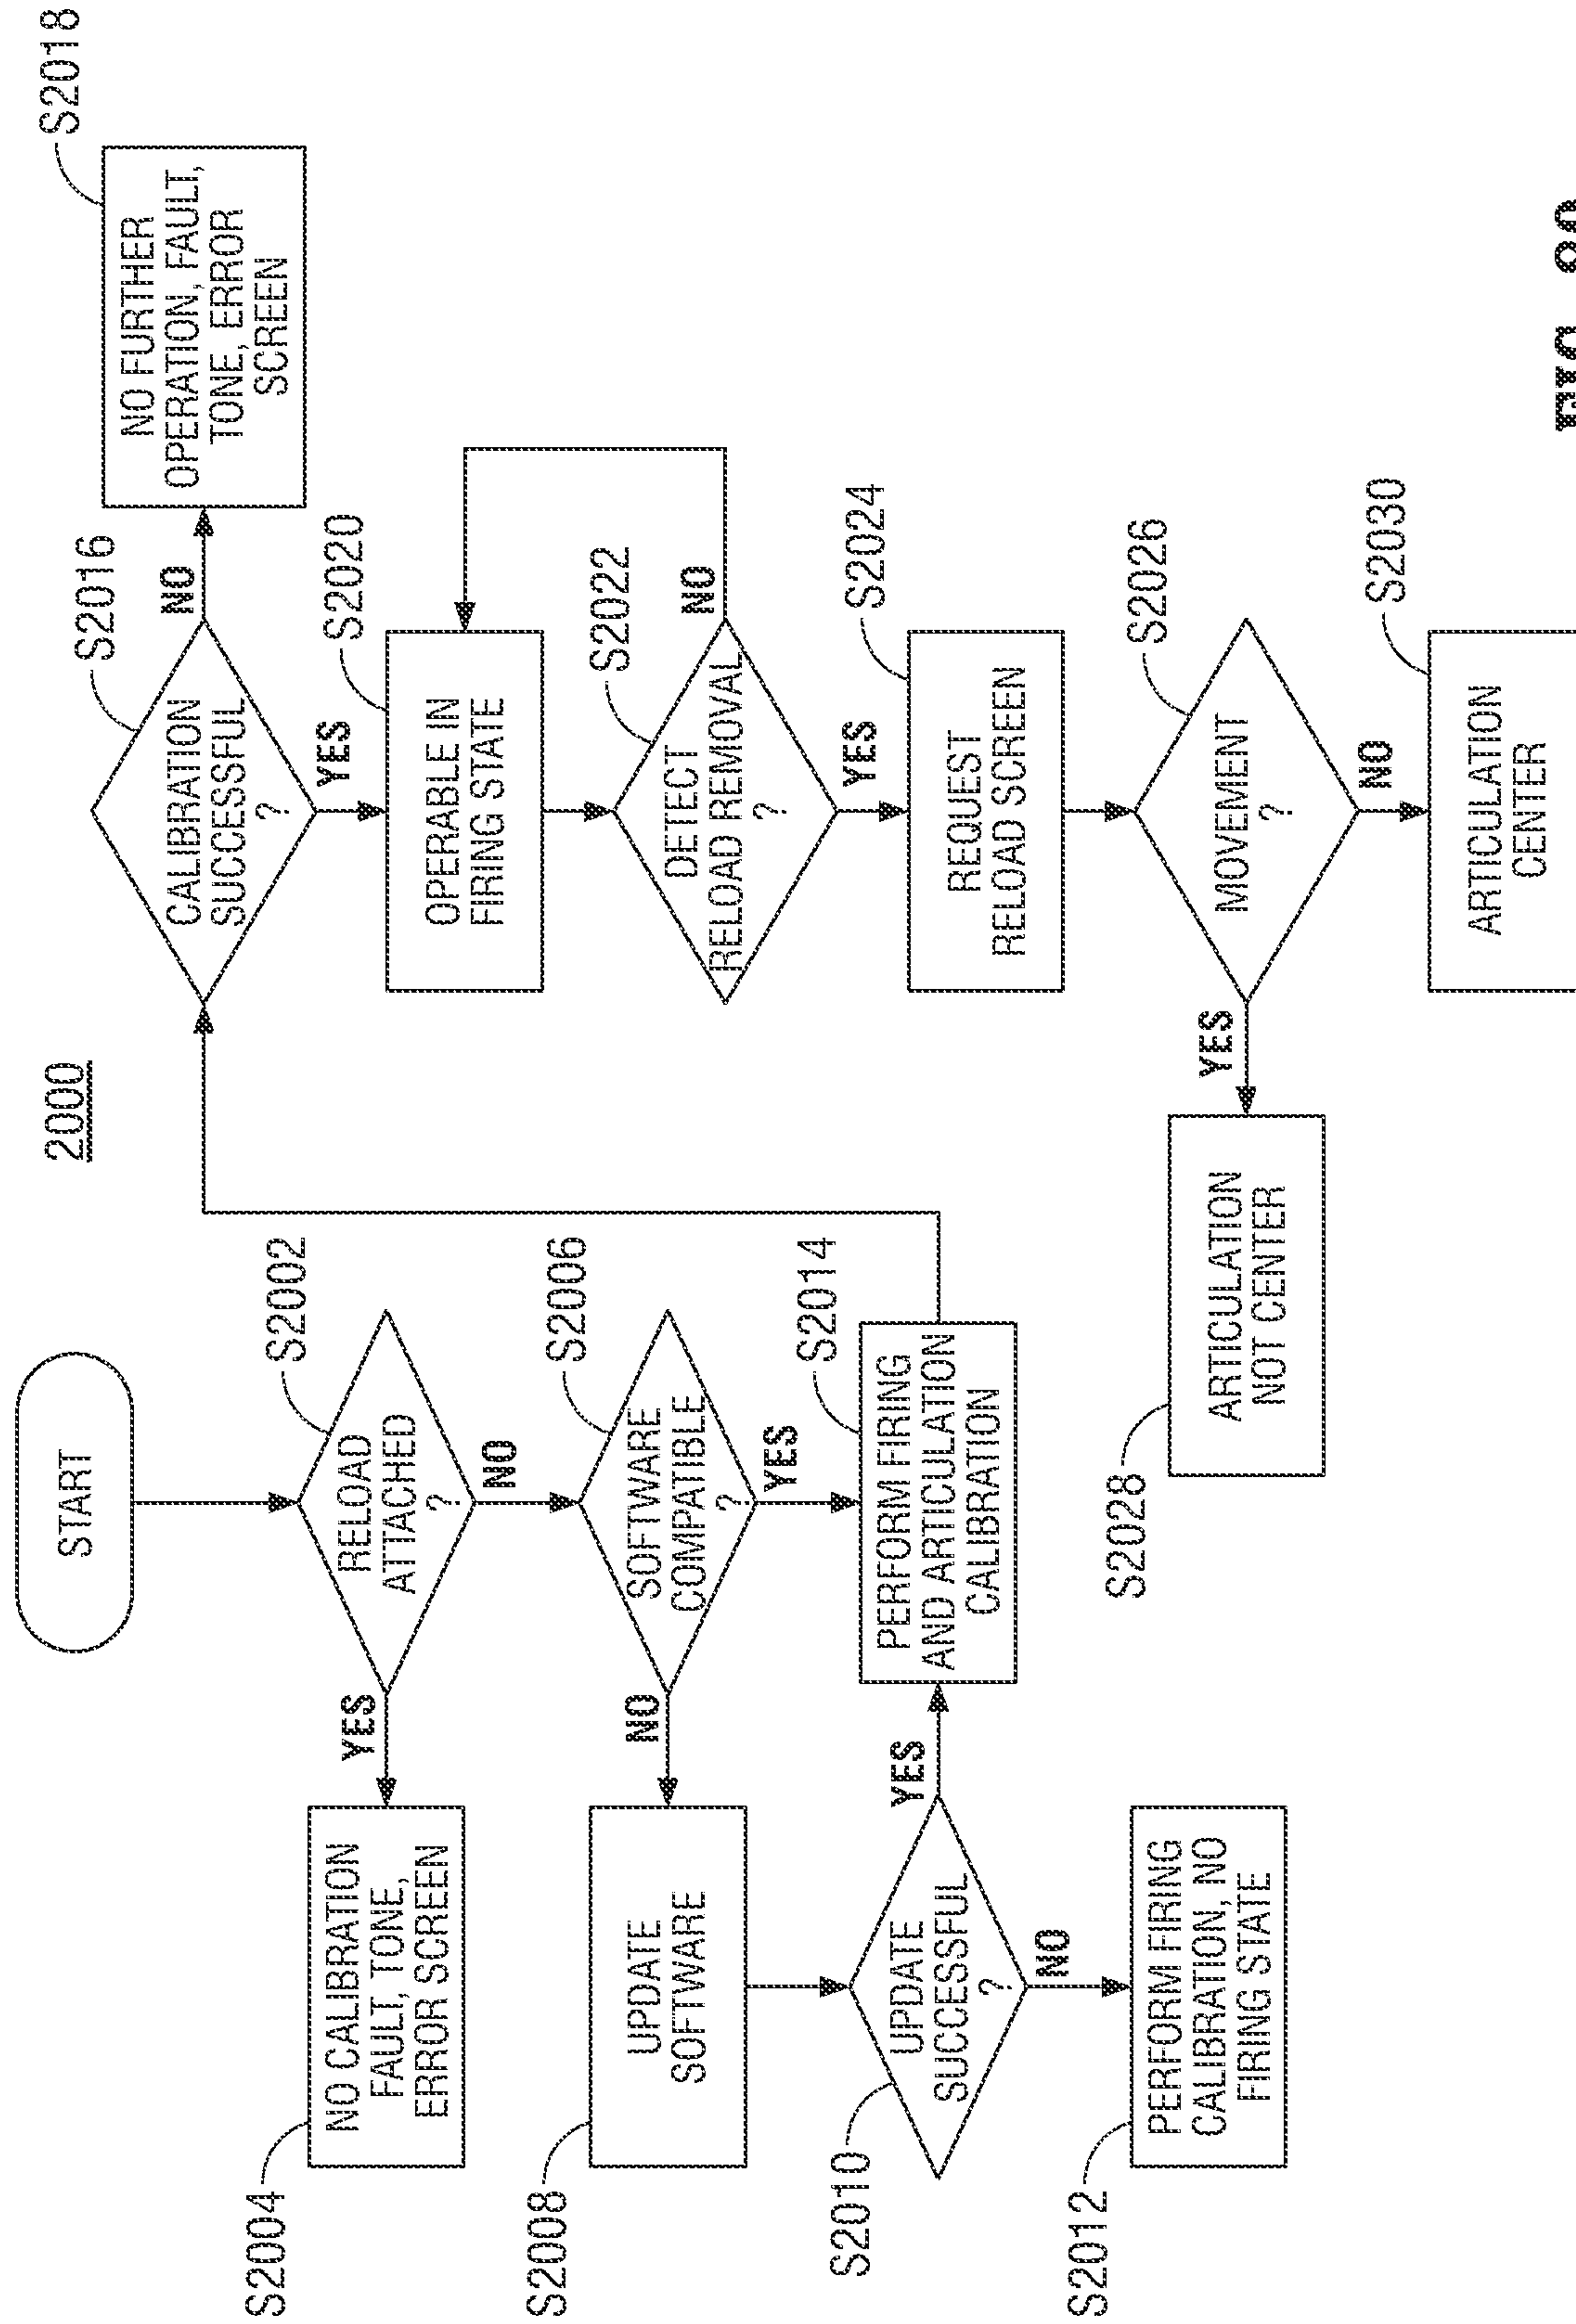 2000
START
S2002
RELOAD
ATTACHED
?
YES
NO
S2004
NO CALIBRATION
FAULT, TONE,
ERROR SCREEN
S2006
SOFTWARE
COMPATIBLE
?
NO
YES
S2008
UPDATE
SOFTWARE
S2010
UPDATE
SUCCESSFUL
?
YES
NO
S2012
PERFORM FIRING
CALIBRATION, NO
FIRING STATE
S2014
PERFORM FIRING
AND ARTICULATION
CALIBRATION
S2016
CALIBRATION
SUCCESSFUL
?
NO
YES
S2018
NO FURTHER
OPERATION, FAULT,
TONE, ERROR
SCREEN
S2020
OPERABLE IN
FIRING STATE
S2022
DETECT
RELOAD REMOVAL
?
NO
YES
S2024
REQUEST
RELOAD SCREEN
S2026
MOVEMENT
?
YES
NO
S2028
ARTICULATION
NOT CENTER
S2030
ARTICULATION
CENTER